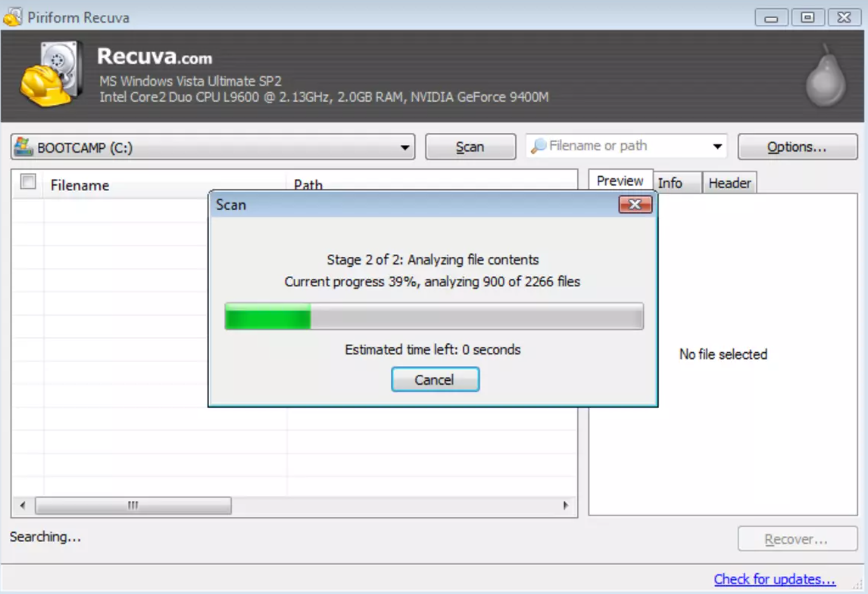 Piriform Recuva
Recuva.com
MS Windows Vista Ultimate SP2
Intel Core2 Duo CPU L9600 @ 2.13GHz, 2.0GB RAM, NVIDIA GeForce 9400M
BOOTCAMP (C:) Scan Filename or path Options...
Filename Path Preview Info Header
Scan
Stage 2 of 2: Analyzing file contents
Current progress 39%, analyzing 900 of 2266 files
Estimated time left: 0 seconds
No file selected
Cancel
Searching...
Recover...
Check for updates...